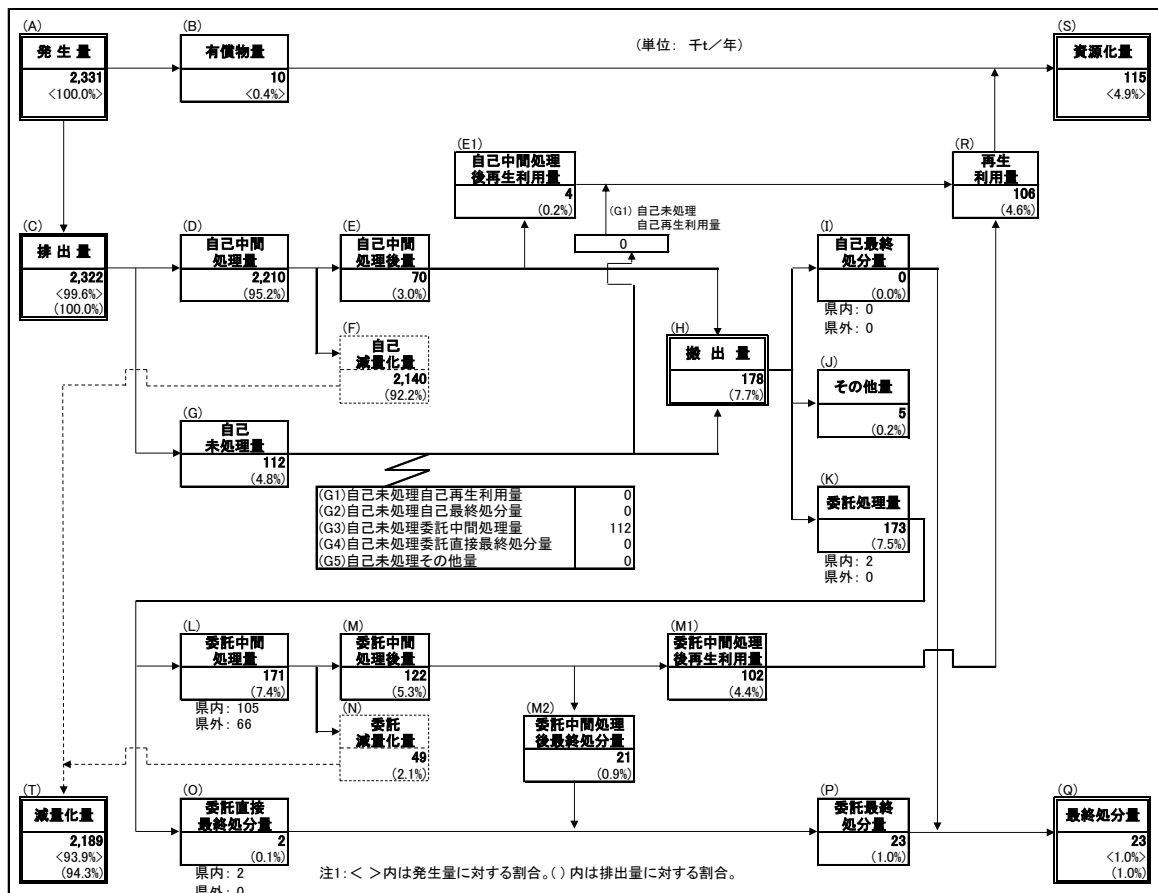 (A)
発 生 量
2,331
<100.0%>
(B)
有償物量
10
<0.4%>
(単位: 千t/年)
(S)
資源化量
115
<4.9%>
(E1)
自己中間処理
後再生利用量
4
(0.2%)
(R)
再生
利用量
106
(4.6%)
(G1) 自己未処理
自己再生利用量
0
(C)
排 出 量
2,322
<99.6%>
(100.0%)
(D)
自己中間
処理量
2,210
(95.2%)
(E)
自己中間
処理後量
70
(3.0%)
(I)
自己最終
処分量
0
(0.0%)
県内: 0
県外: 0
(F)
自己
減量化量
2,140
(92.2%)
(H)
搬 出 量
178
(7.7%)
(J)
その他量
5
(0.2%)
(G)
自己
未処理量
112
(4.8%)
(G1)自己未処理自己再生利用量 0
(G2)自己未処理自己最終処分量 0
(G3)自己未処理委託中間処理量 112
(G4)自己未処理委託直接最終処分量 0
(G5)自己未処理その他量 0
(K)
委託処理量
173
(7.5%)
県内: 2
県外: 0
(L)
委託中間
処理量
171
(7.4%)
県内: 105
県外: 66
(M)
委託中間
処理後量
122
(5.3%)
(M1)
委託中間処理
後再生利用量
102
(4.4%)
(N)
委託
減量化量
49
(2.1%)
(M2)
委託中間処理
後最終処分量
21
(0.9%)
(T)
減量化量
2,189
<93.9%>
(94.3%)
(O)
委託直接
最終処分量
2
(0.1%)
県内: 2
県外: 0
(P)
委託最終
処分量
23
(1.0%)
(Q)
最終処分量
23
<1.0%>
(1.0%)
注1:< >内は発生量に対する割合。( )内は排出量に対する割合。